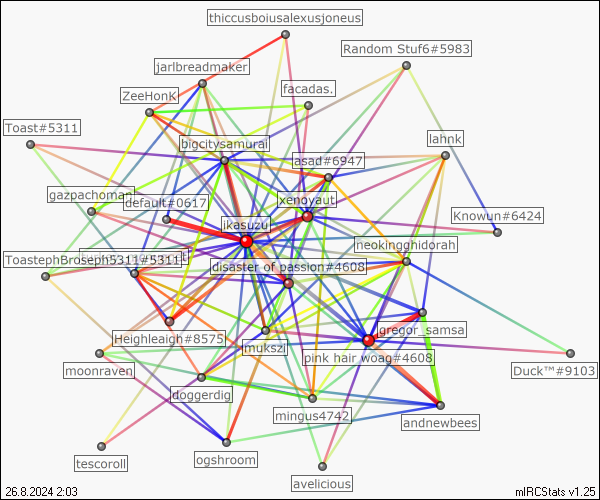 thiccusboiusalexusjoneus
Random Stuf6#5983
jarlbreadmaker
facadas.
ZeeHonK
Toast#5311
lahnk
bigcitysamurai
asad#6947
gazpachoman
default#0617
xenoyaut
Knowun#6424
ikasuzu
heokingghidorah
ToastephBroseph5311#5311
disaster of passion#4608
gregor_samsa
Heighleaigh#8575
mukszi
pink hair woag#4608
moonraven
Duck™#9103
doggerdig
mingus4742
andnewbees
tescoroll
ogshroom
avelicious
26.8.2024 2:03
mIRCStats v1.25